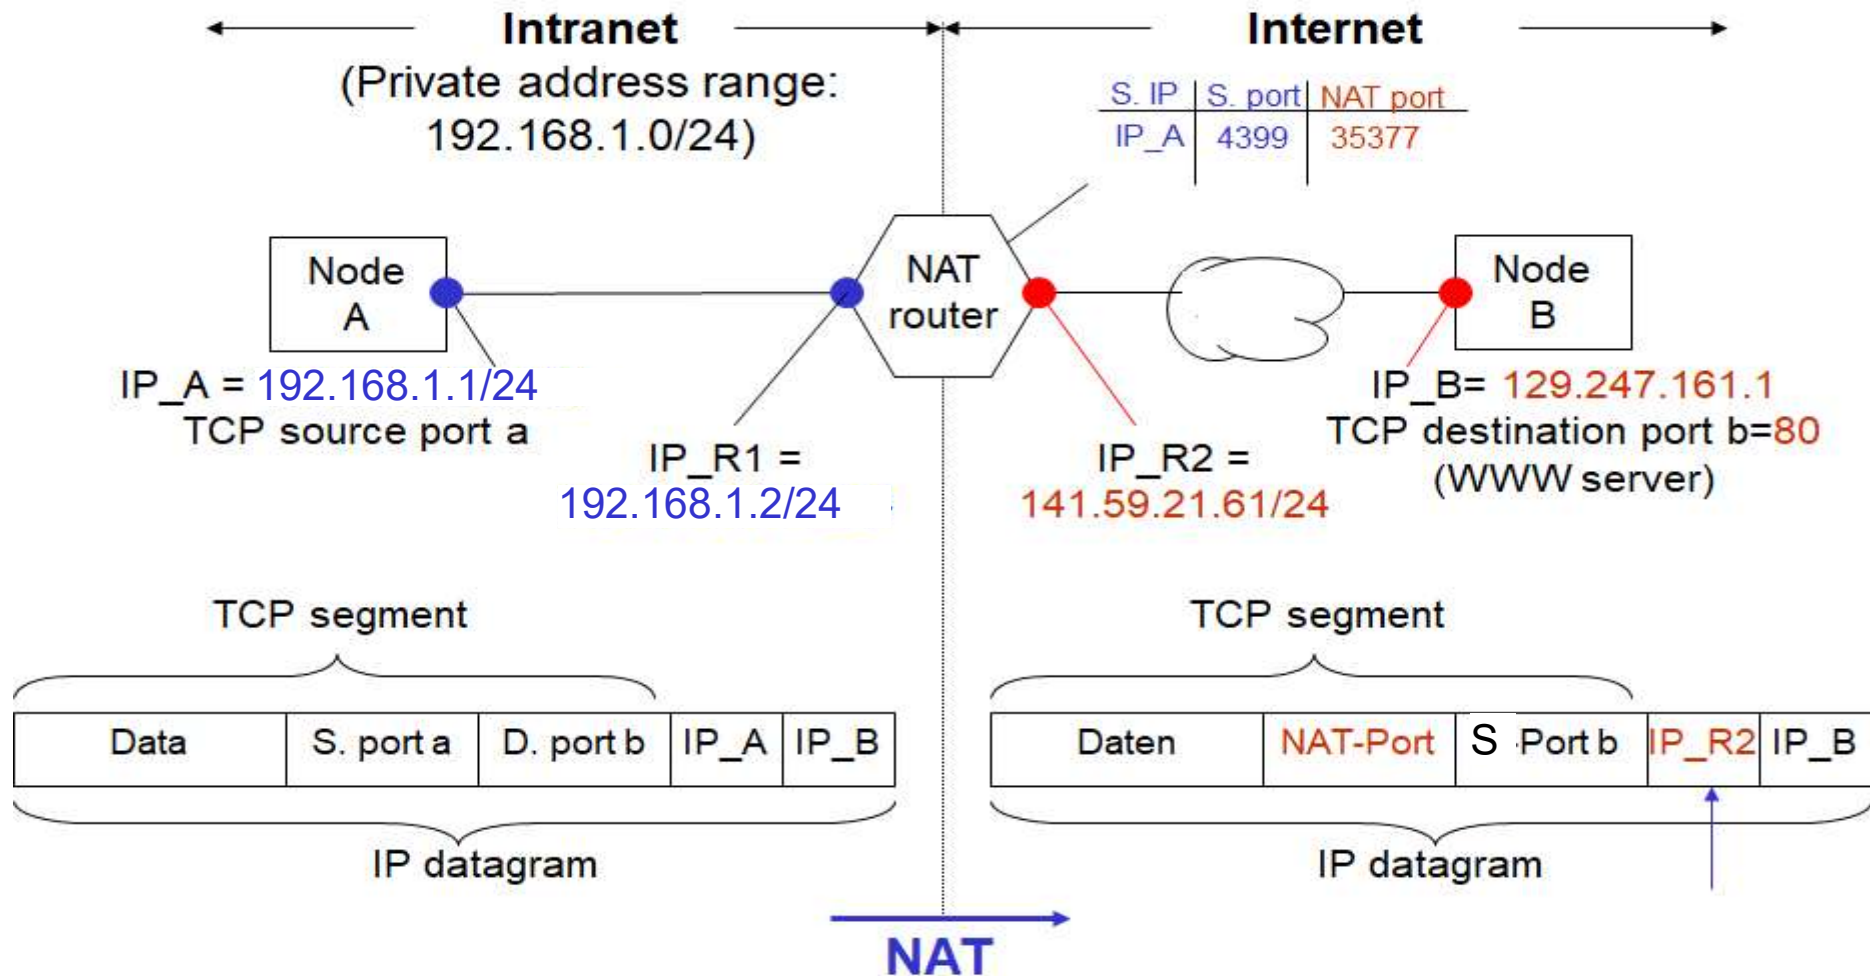 Intranet
Internet
(Private address range:
192.168.1.0/24)
S. IP S. port NAT port
IP_A 4399 35377
Node
A
NAT
router
Node
B
IP_A = 192.168.1.1/24
TCP source port a
IP_B= 129.247.161.1
TCP destination port b=80
(WWW server)
IP_R1 =
192.168.1.2/24
IP_R2 =
141.59.21.61/24
TCP segment
TCP segment
Data S. port a D. port b IP_A IP_B
Daten NAT-Port S -Port b IP_R2 IP_B
IP datagram
IP datagram
NAT